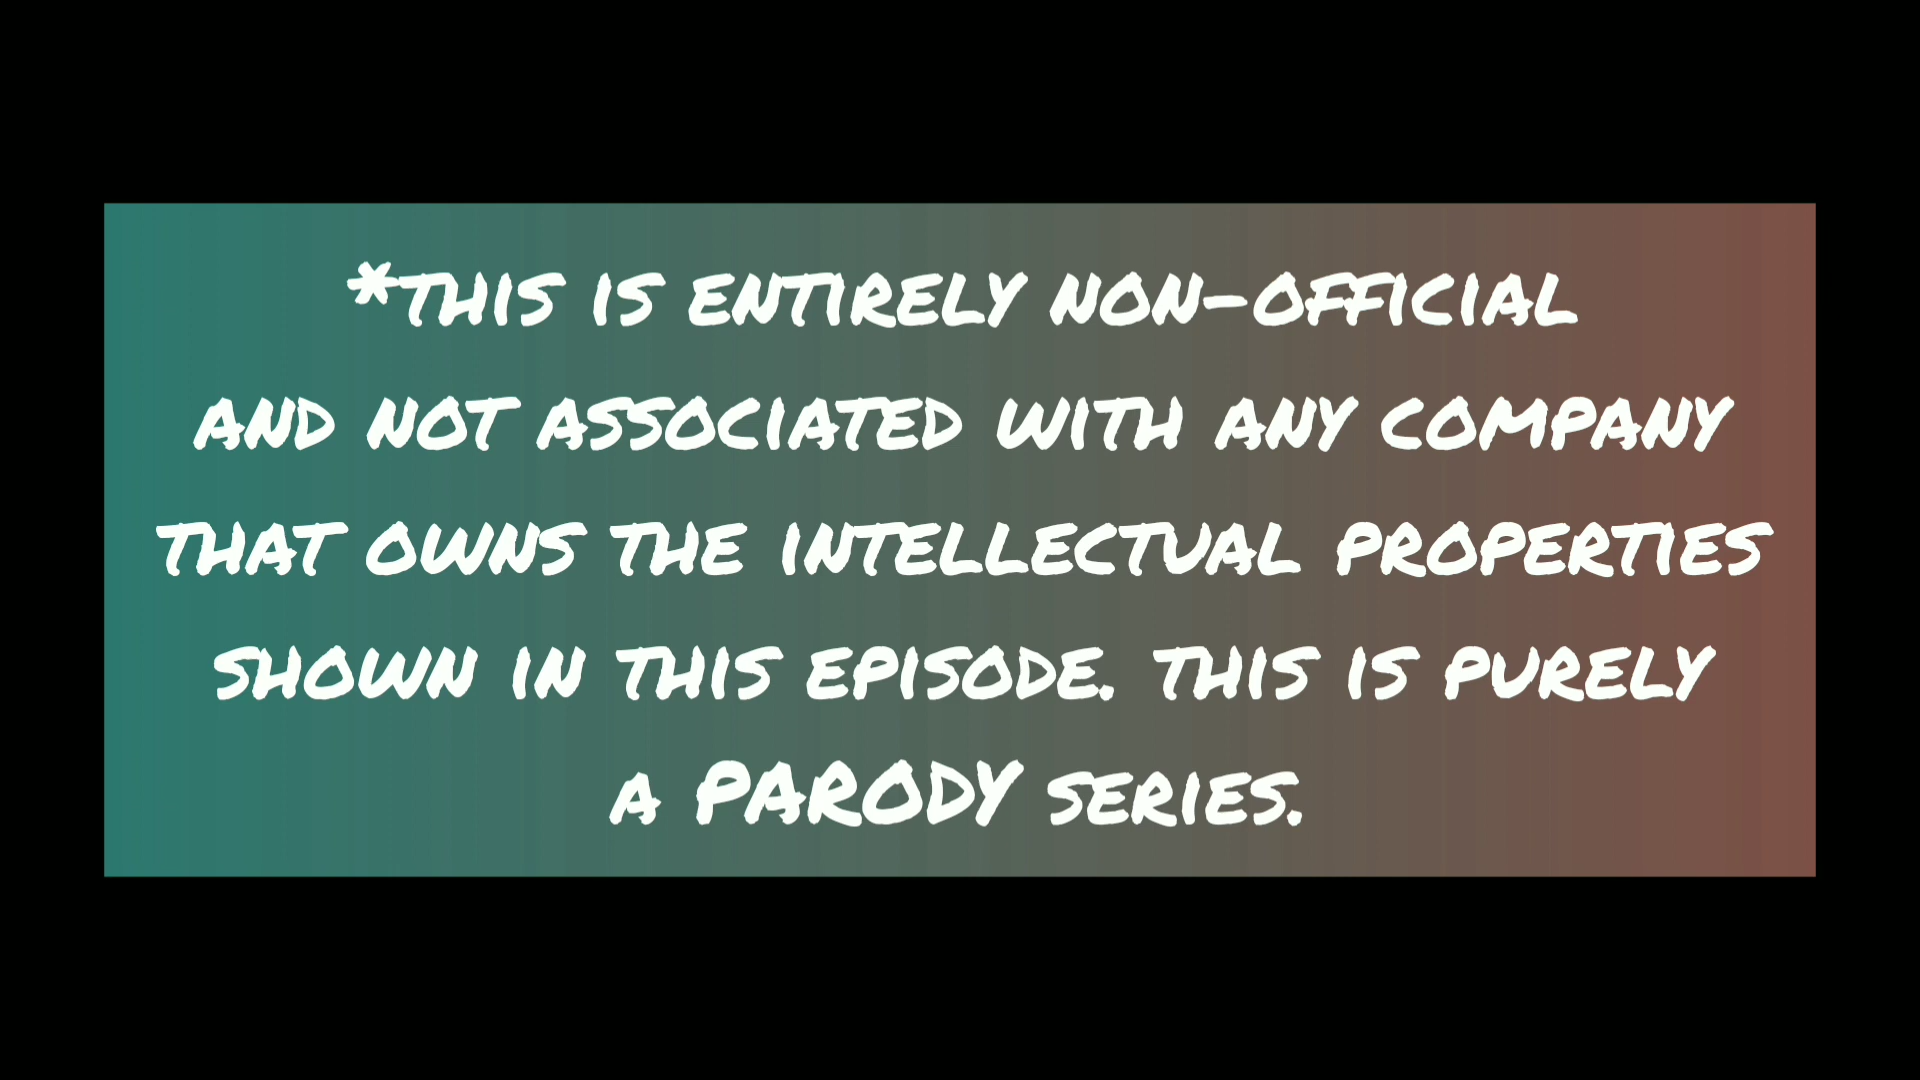 *this is entirely non-official
and not associated with any company
that owns the intellectual properties
shown in this episode. this is purely
a PARODY series.